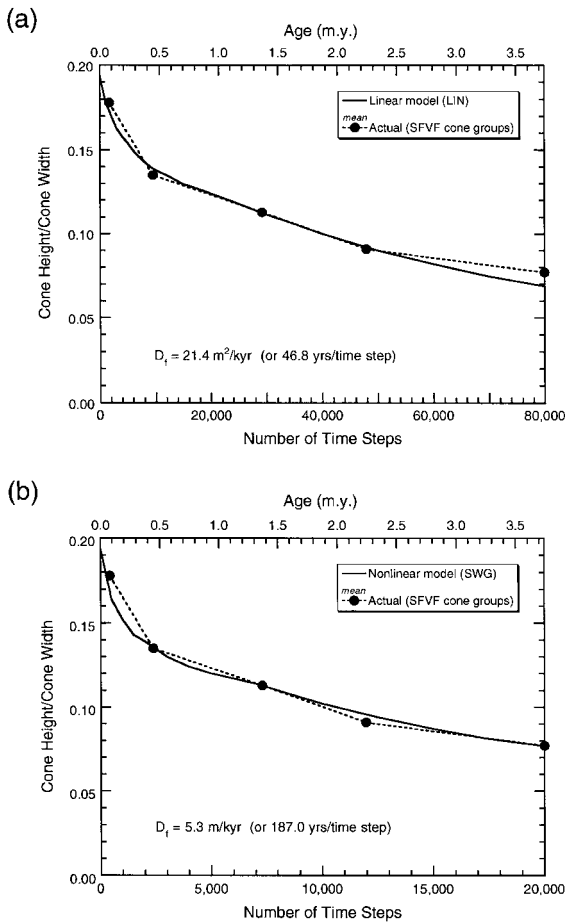 (a)
Age (m.y.)
0.0 0.5 1.0 1.5 2.0 2.5 3.0 3.5
0.20
0.15
0.10
0.05
0.00
Cone Height/Cone Width
Linear model (LIN)
mean
Actual (SFVF cone groups)
D_f = 21.4 m²/kyr (or 46.8 yrs/time step)
0 20,000 40,000 60,000 80,000
Number of Time Steps
(b)
Age (m.y.)
0.0 0.5 1.0 1.5 2.0 2.5 3.0 3.5
0.20
0.15
0.10
0.05
0.00
Cone Height/Cone Width
Nonlinear model (SWG)
mean
Actual (SFVF cone groups)
D_f = 5.3 m/kyr (or 187.0 yrs/time step)
0 5,000 10,000 15,000 20,000
Number of Time Steps